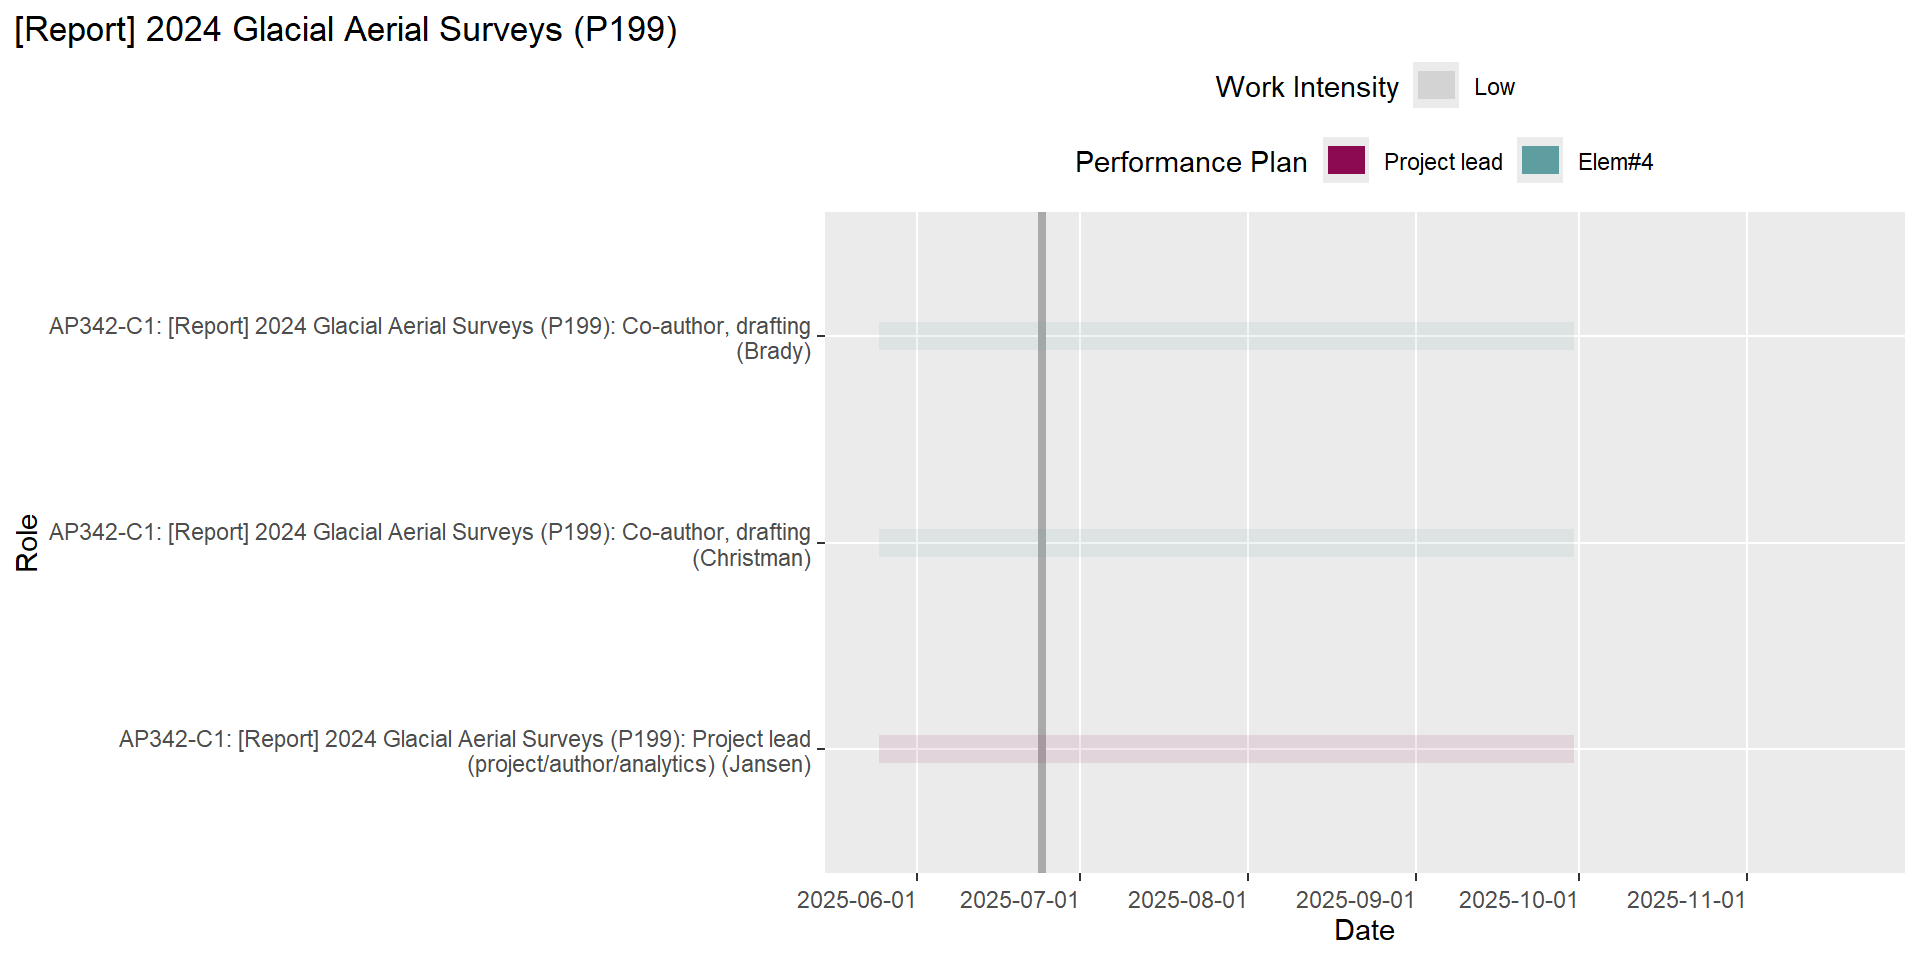 [Report] 2024 Glacial Aerial Surveys (P199)
Work Intensity Low
Performance Plan Project lead Elem#4
AP342-C1: [Report] 2024 Glacial Aerial Surveys (P199): Co-author, drafting
(Brady)
AP342-C1: [Report] 2024 Glacial Aerial Surveys (P199): Co-author, drafting
(Christman)
AP342-C1: [Report] 2024 Glacial Aerial Surveys (P199): Project lead
(project/author/analytics) (Jansen)
Role
2025-06-01 2025-07-01 2025-08-01 2025-09-01 2025-10-01 2025-11-01
Date